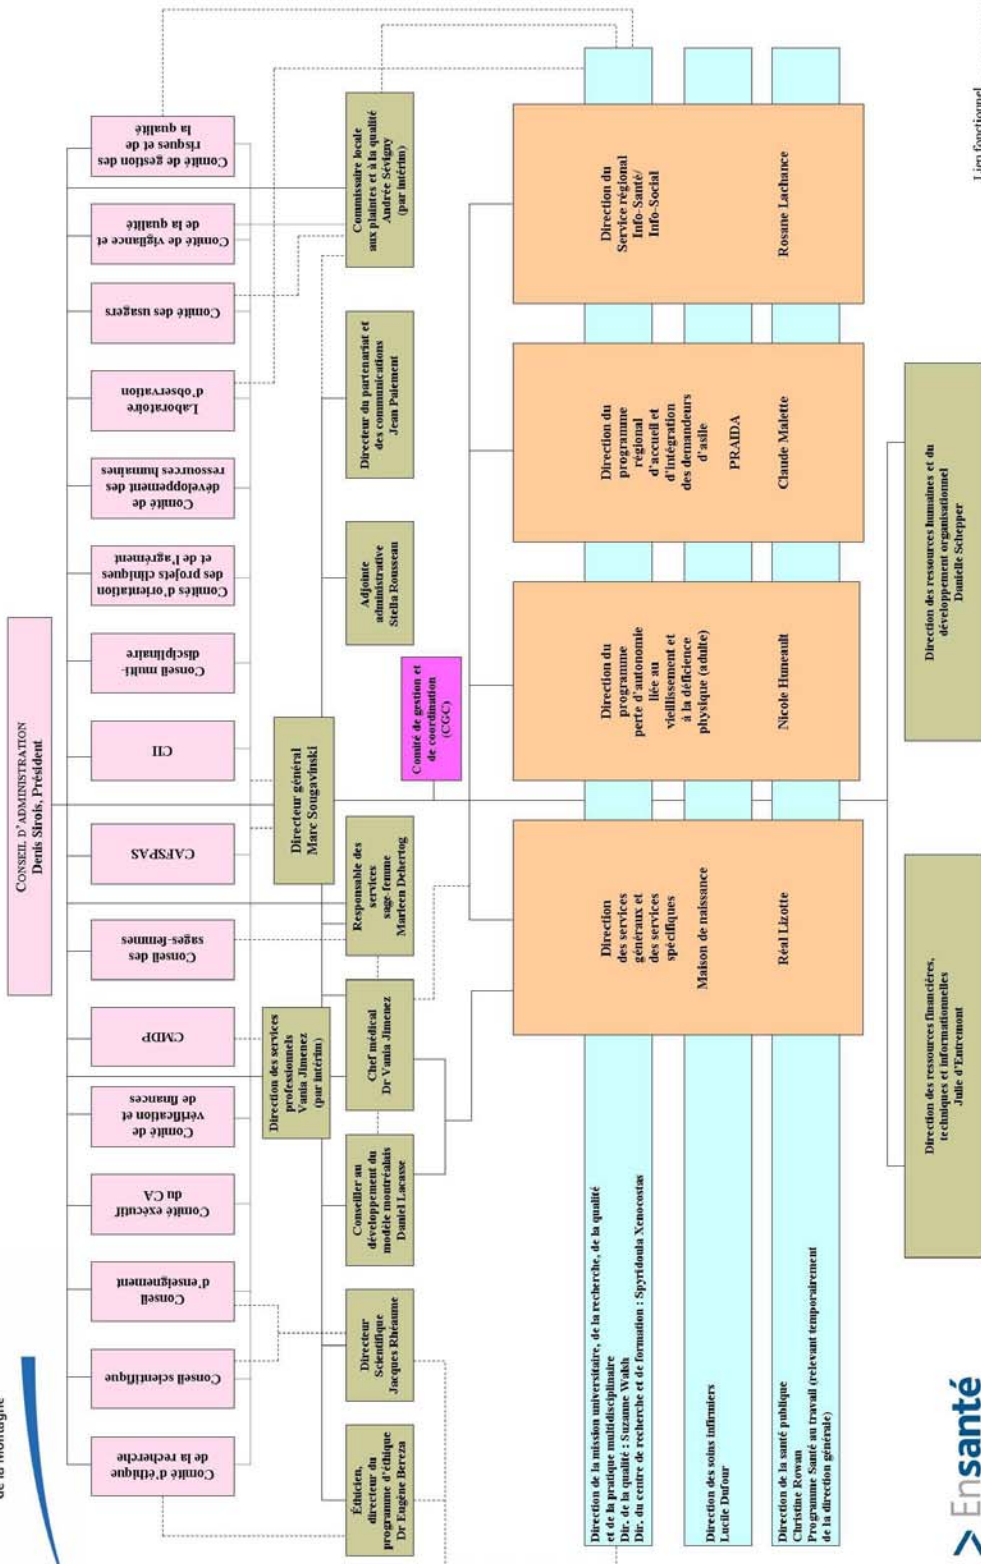 de la montagne
CONSEIL D'ADMINISTRATION
Denis Sirois, Président
Comité d'éthique
de la recherche
Conseil scientifique
Conseil
d'enseignement
Comité exécutif
du CA
Comité de
vérification et
de finances
CMDP
Conseil des
sages-femmes
CAFSPAS
CII
Conseil multi-
disciplinaire
Comités d'orientation
des projets cliniques
et de l'agrément
Comité de
développement des
ressources humaines
Laboratoire
d'observation
Comité des usagers
Comité de vigilance et
de la qualité
Comité de gestion des
risques et de
la qualité
Direction des services
professionnels
Vania Jimenez
(par intérim)
Directeur général
Marc Sougavinski
Éthicien,
directeur du
programme d'éthique
Dr Eugène Bereza
Directeur
Scientifique
Jacques Rhéaume
Conseiller au
développement du
modèle montréalais
Daniel Lacasse
Chef médical
Dr Vania Jimenez
Responsable des
services
sage-femme
Marleen Dehertog
Adjointe
administrative
Stella Rousseau
Directeur du partenariat et
des communications
Jean Paiement
Commissaire locale
aux plaintes et à la qualité
Andrée Sévigny
(par intérim)
Comité de gestion et
de coordination
(CGC)
Direction
des services
généraux et
des services
spécifiques
Maison de naissance
Réal Lizotte
Direction du
programme
perte d'autonomie
liée au
vieillissement et
à la déficience
physique (adulte)
Nicole Huneault
Direction du
programme
régional
d'accueil et
d'intégration
des demandeurs
d'asile
PRAIDA
Claude Malette
Direction du
Service régional
Info-Santé/
Info-Social
Rosane Lachance
Direction de la mission universitaire, de la recherche, de la qualité
et de la pratique multidisciplinaire
Dir. de la qualité : Suzanne Walsh
Dir. du centre de recherche et de formation : Spyridoula Xenocostas
Direction des soins infirmiers
Lucile Dufour
Direction de la santé publique
Christine Rowan
Programme Santé au travail (relevant temporairement
de la direction générale)
Direction des ressources financières,
techniques et informationnelles
Julie d'Entremont
Direction des ressources humaines et du
développement organisationnel
Danielle Schepper
> Ensanté
Lien fonctionnel